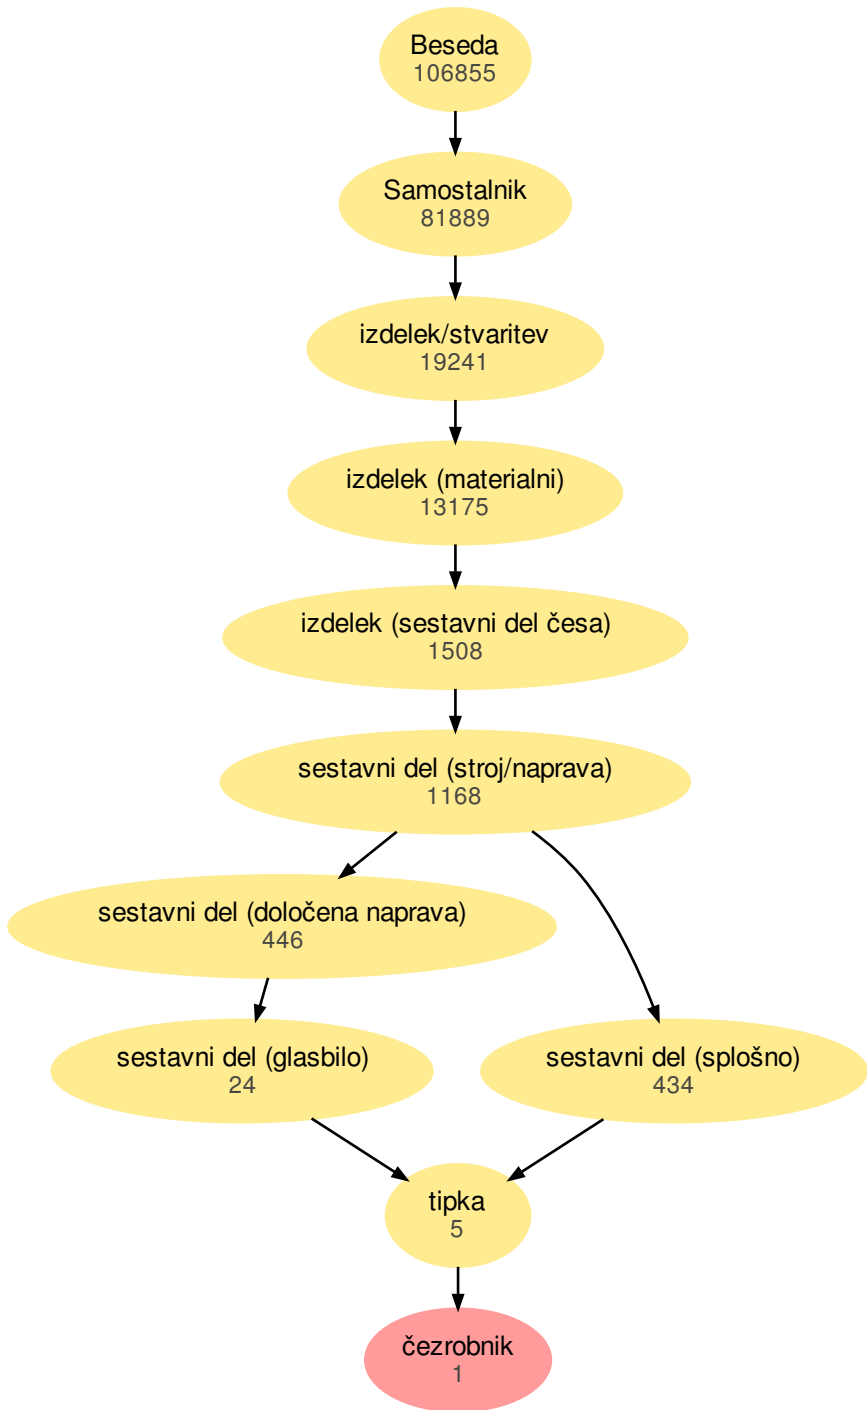 Beseda
106855
Samostalnik
81889
izdelek/stvaritev
19241
izdelek (materialni)
13175
izdelek (sestavni del česa)
1508
sestavni del (stroj/naprava)
1168
sestavni del (določena naprava)
446
sestavni del (glasbilo)
24
sestavni del (splošno)
434
tipka
5
čezrobnik
1